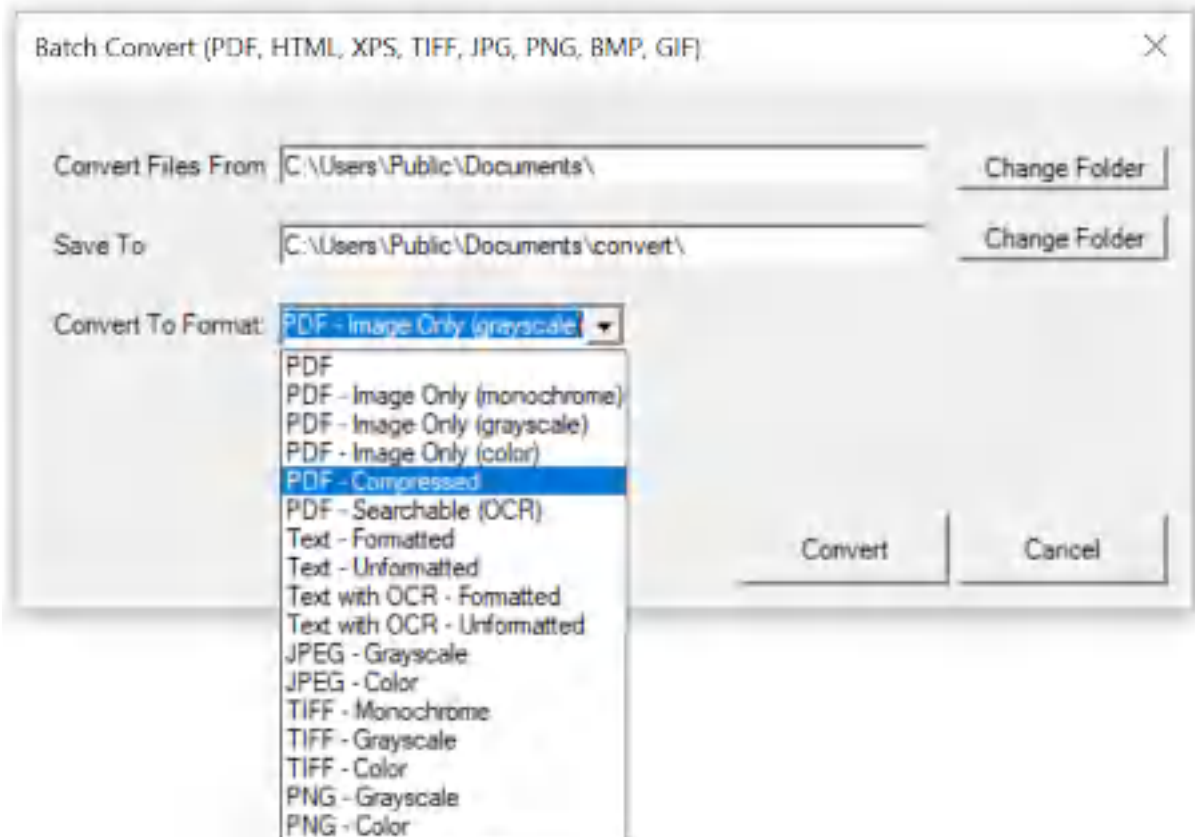 Batch Convert (PDF, HTML, XPS, TIFF, JPG, PNG, BMP, GIF)
Convert Files From C:\Users\Public\Documents\ Change Folder
Save To C:\Users\Public\Documents\convert\ Change Folder
Convert To Format: PDF - Image Only (grayscale)
PDF
PDF - Image Only (monochrome)
PDF - Image Only (grayscale)
PDF - Image Only (color)
PDF - Compressed
PDF - Searchable (OCR)
Text - Formatted
Convert Cancel
Text - Unformatted
Text with OCR - Formatted
Text with OCR - Unformatted
JPEG - Grayscale
JPEG - Color
TIFF - Monochrome
TIFF - Grayscale
TIFF - Color
PNG - Grayscale
PNG - Color